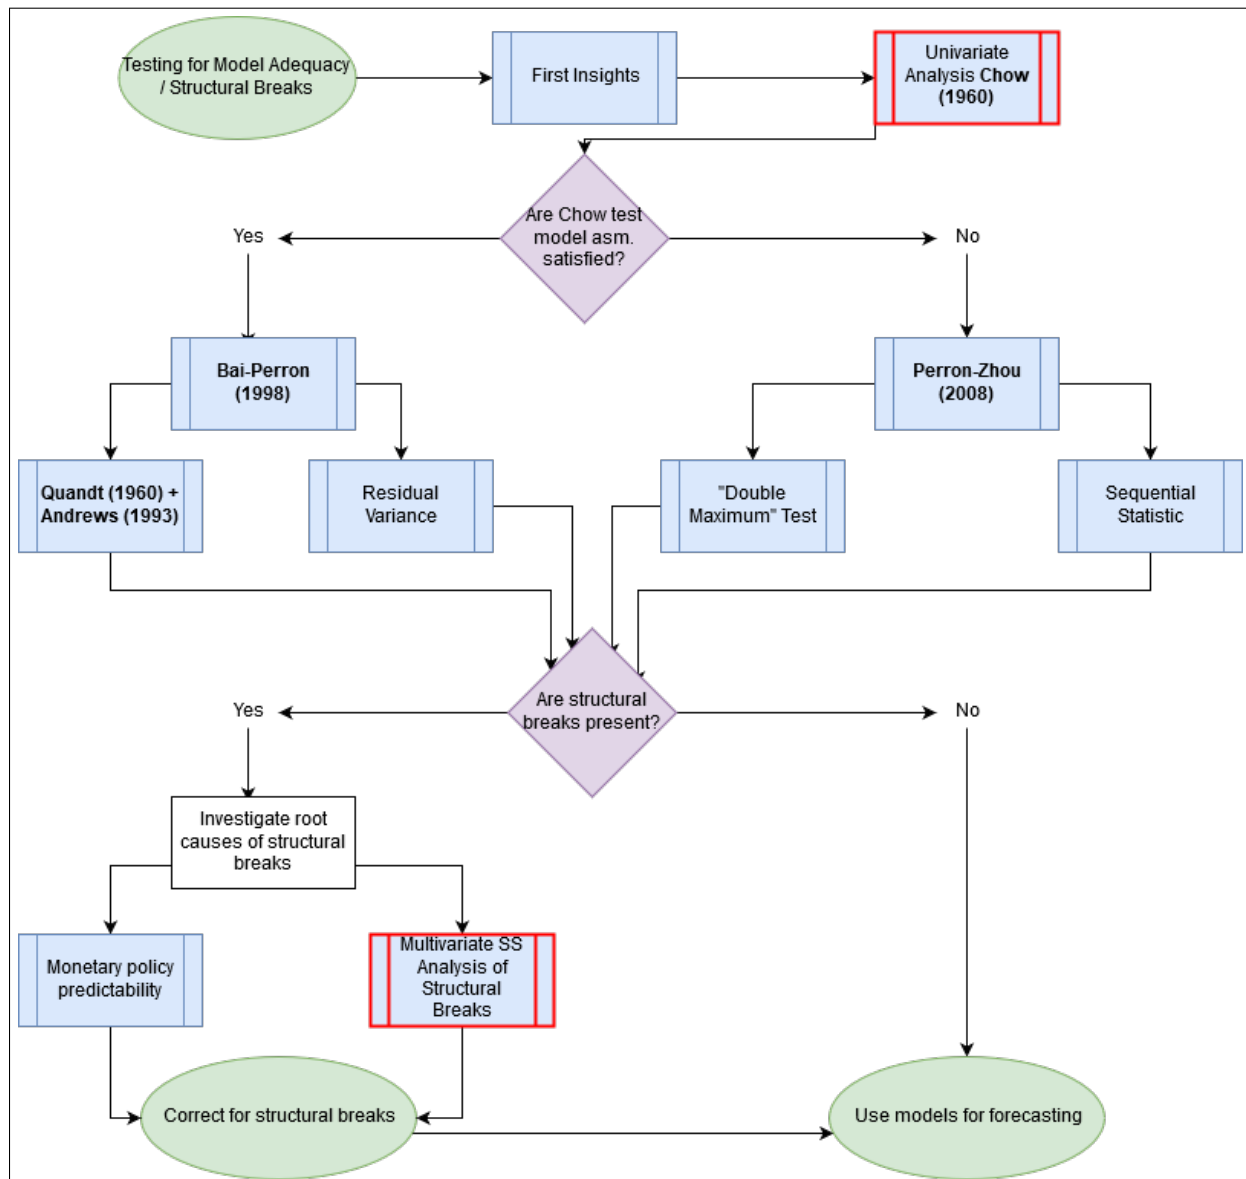 Testing for Model Adequacy
/ Structural Breaks
First Insights
Univariate
Analysis Chow
(1960)
Are Chow test
model asm.
satisfied?
Yes
No
Bai-Perron
(1998)
Perron-Zhou
(2008)
Quandt (1960) +
Andrews (1993)
Residual
Variance
"Double
Maximum" Test
Sequential
Statistic
Are structural
breaks present?
Yes
No
Investigate root
causes of structural
breaks
Monetary policy
predictability
Multivariate SS
Analysis of
Structural
Breaks
Correct for structural breaks
Use models for forecasting